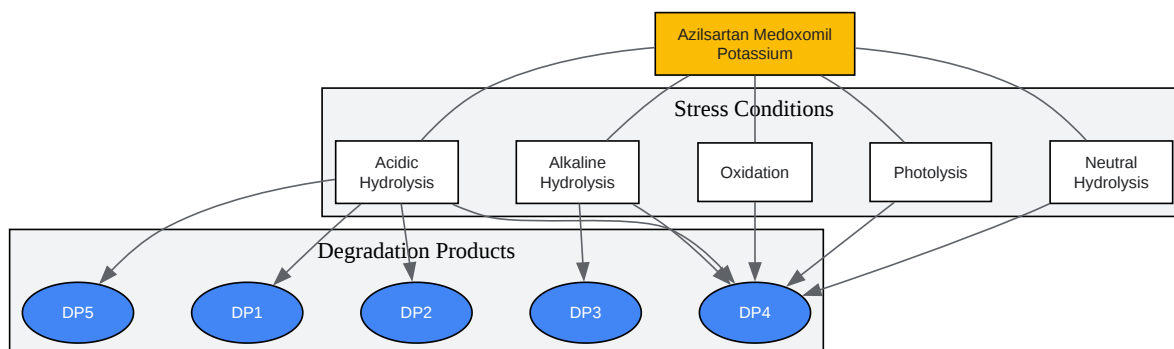 Azilsartan Medoxomil
Potassium
Stress Conditions
Acidic
Hydrolysis
Alkaline
Hydrolysis
Oxidation
Photolysis
Neutral
Hydrolysis
Degradation Products
DP5
DP1
DP2
DP3
DP4